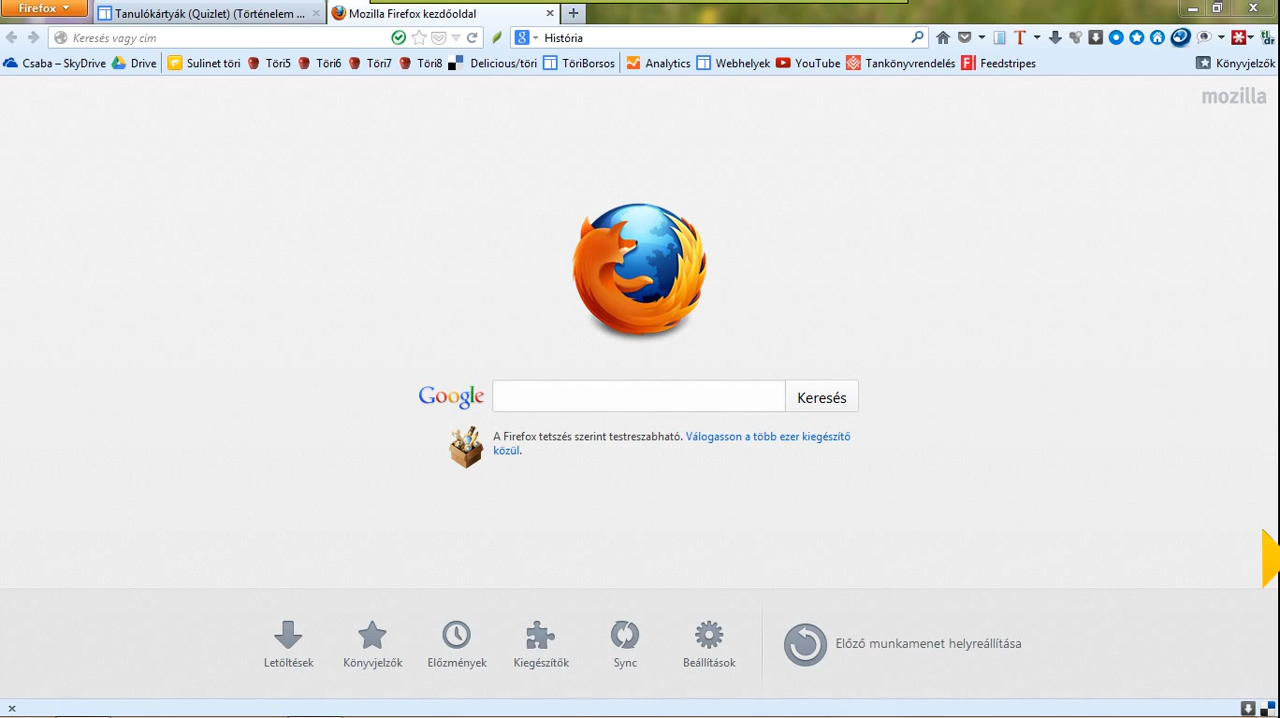 Firefox
Tanulókártyák (Quizlet) (Történelem ...
Mozilla Firefox kezdőoldal
Keresés vagy cím
História
Csaba – SkyDrive
Drive
Sulinet töri
Töri5
Töri6
Töri7
Töri8
Delicious/töri
TöriBorsos
Analytics
Webhelyek
YouTube
Tankönyvrendelés
Feedstripes
Könyvjelzők
mozilla
Google
Keresés
A Firefox tetszés szerint testreszabható. Válogasson a több ezer kiegészítő
közül.
Letöltések
Könyvjelzők
Előzmények
Kiegészítők
Sync
Beállítások
Előző munkamenet helyreállítása